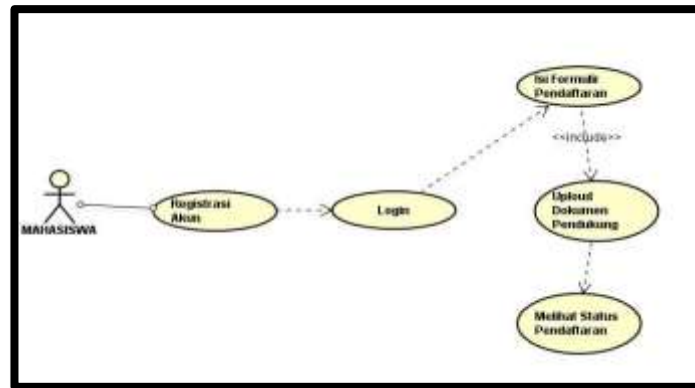 Isi Formulir
Pendaftaran
<<include>>
MAHASISWA
Registrasi
Akun
Login
Upload
Dokumen
Pendukung
Melihat Status
Pendaftaran